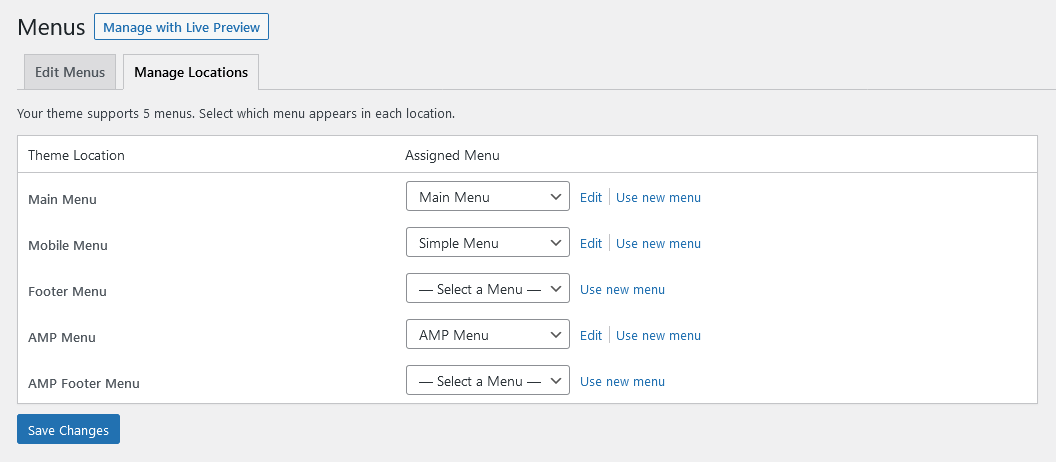 Menus Manage with Live Preview
Edit Menus Manage Locations
Your theme supports 5 menus. Select which menu appears in each location.
Theme Location Assigned Menu
Main Menu Main Menu Edit Use new menu
Mobile Menu Simple Menu Edit Use new menu
Footer Menu — Select a Menu — Use new menu
AMP Menu AMP Menu Edit Use new menu
AMP Footer Menu — Select a Menu — Use new menu
Save Changes